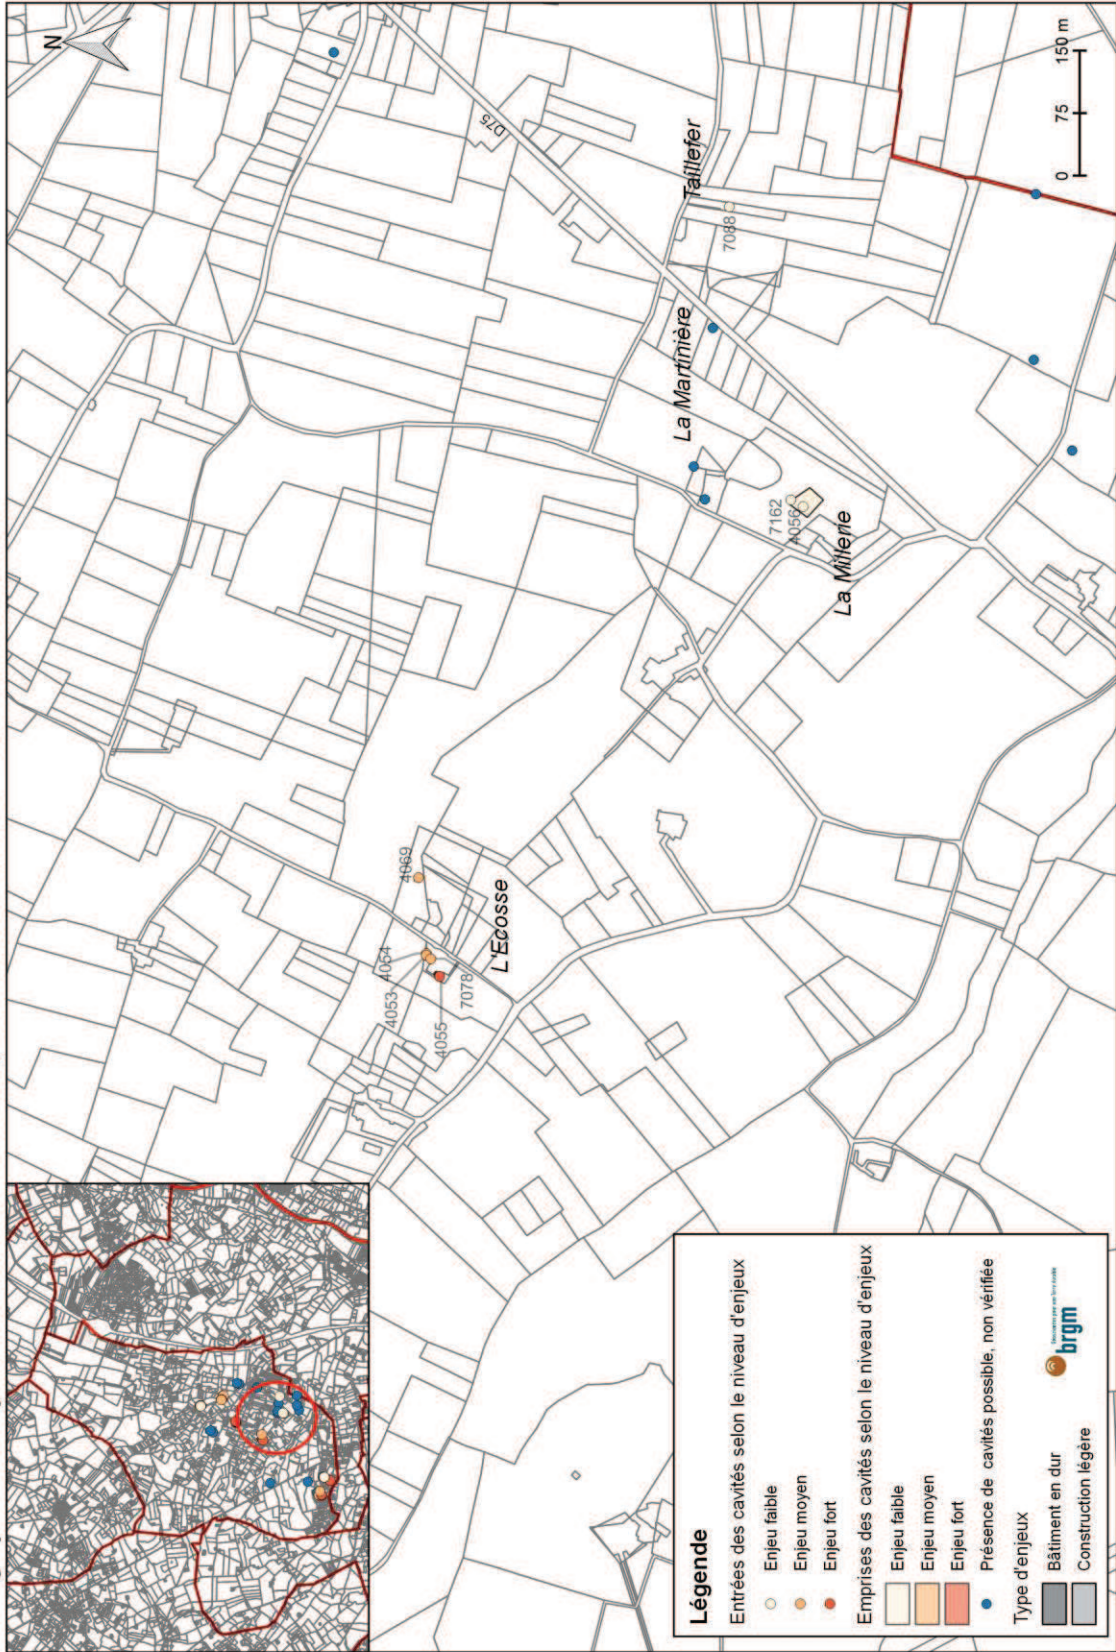 N
D75
Taillefer
7088
La Martinière
7162
4056
La Millerie
4069
L'Ecosse
4054
4053
7078
4055
0 75 150 m
Légende
Entrées des cavités selon le niveau d'enjeux
Enjeu faible
Enjeu moyen
Enjeu fort
Emprises des cavités selon le niveau d'enjeux
Enjeu faible
Enjeu moyen
Enjeu fort
Présence de cavités possible, non vérifiée
Type d'enjeux
Bâtiment en dur
Construction légère
brgm